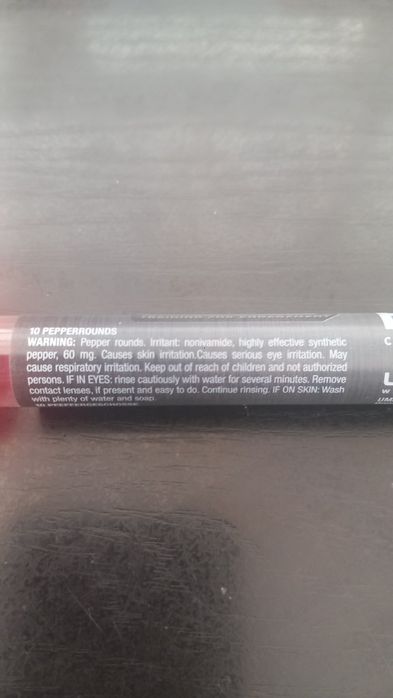 10 PEPPERROUNDS
WARNING: Pepper rounds. Irritant: nonivamide, highly effective synthetic
pepper, 60 mg. Causes skin irritation.Causes serious eye irritation. May
cause respiratory irritation. Keep out of reach of children and not authorized
persons. IF IN EYES: rinse cautiously with water for several minutes. Remove
contact lenses, if present and easy to do. Continue rinsing. IF ON SKIN: Wash
with plenty of water and soap.
10 PFEFFERGESCHOSSE
C
U
W
LIM